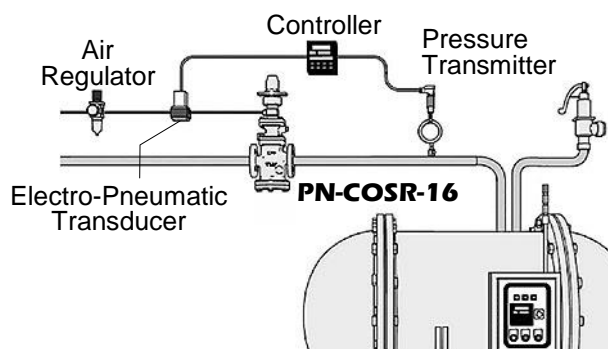 Controller
Air
Regulator
Pressure
Transmitter
Electro-Pneumatic
Transducer
PN-COSR-16